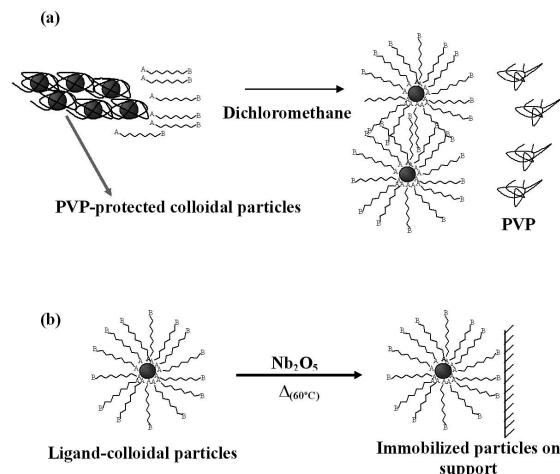 (a)
A B
A B
A B
A B
A B
A B
Dichloromethane
PVP-protected colloidal particles
PVP
(b)
Nb₂O₅
Δ(60°C)
Ligand-colloidal particles
Immobilized particles on
support